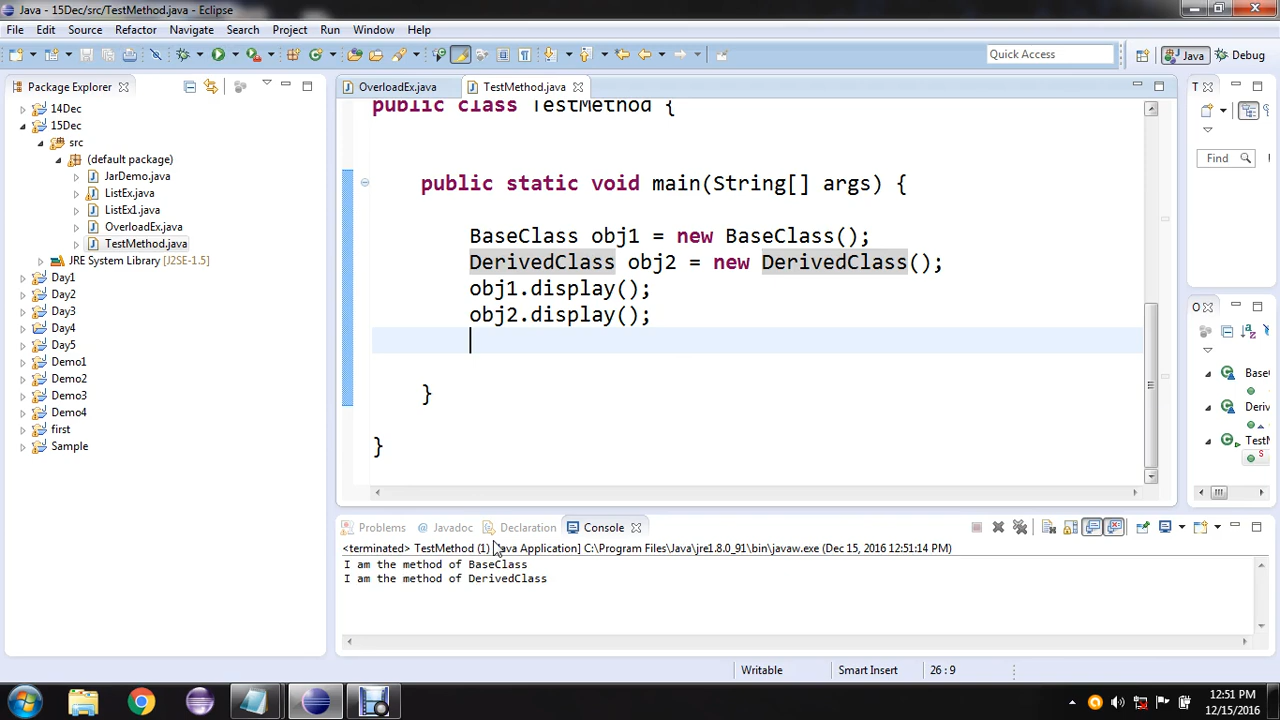 Java - 15Dec/src/TestMethod.java - Eclipse
File Edit Source Refactor Navigate Search Project Run Window Help
Quick Access
Java
Debug
Package Explorer
14Dec
15Dec
src
(default package)
JarDemo.java
ListEx.java
ListEx1.java
OverloadEx.java
TestMethod.java
JRE System Library [J2SE-1.5]
Day1
Day2
Day3
Day4
Day5
Demo1
Demo2
Demo3
Demo4
first
Sample
OverloadEx.java TestMethod.java
public class TestMethod {
public static void main(String[] args) {
BaseClass obj1 = new BaseClass();
DerivedClass obj2 = new DerivedClass();
obj1.display();
obj2.display();
}
}
T
Find
O
BaseC
Deriv
TestM
S
Problems @ Javadoc Declaration Console
<terminated> TestMethod (1) [Java Application] C:\Program Files\Java\jre1.8.0_91\bin\javaw.exe (Dec 15, 2016 12:51:14 PM)
I am the method of BaseClass
I am the method of DerivedClass
Writable Smart Insert 26 : 9
12:51 PM
12/15/2016